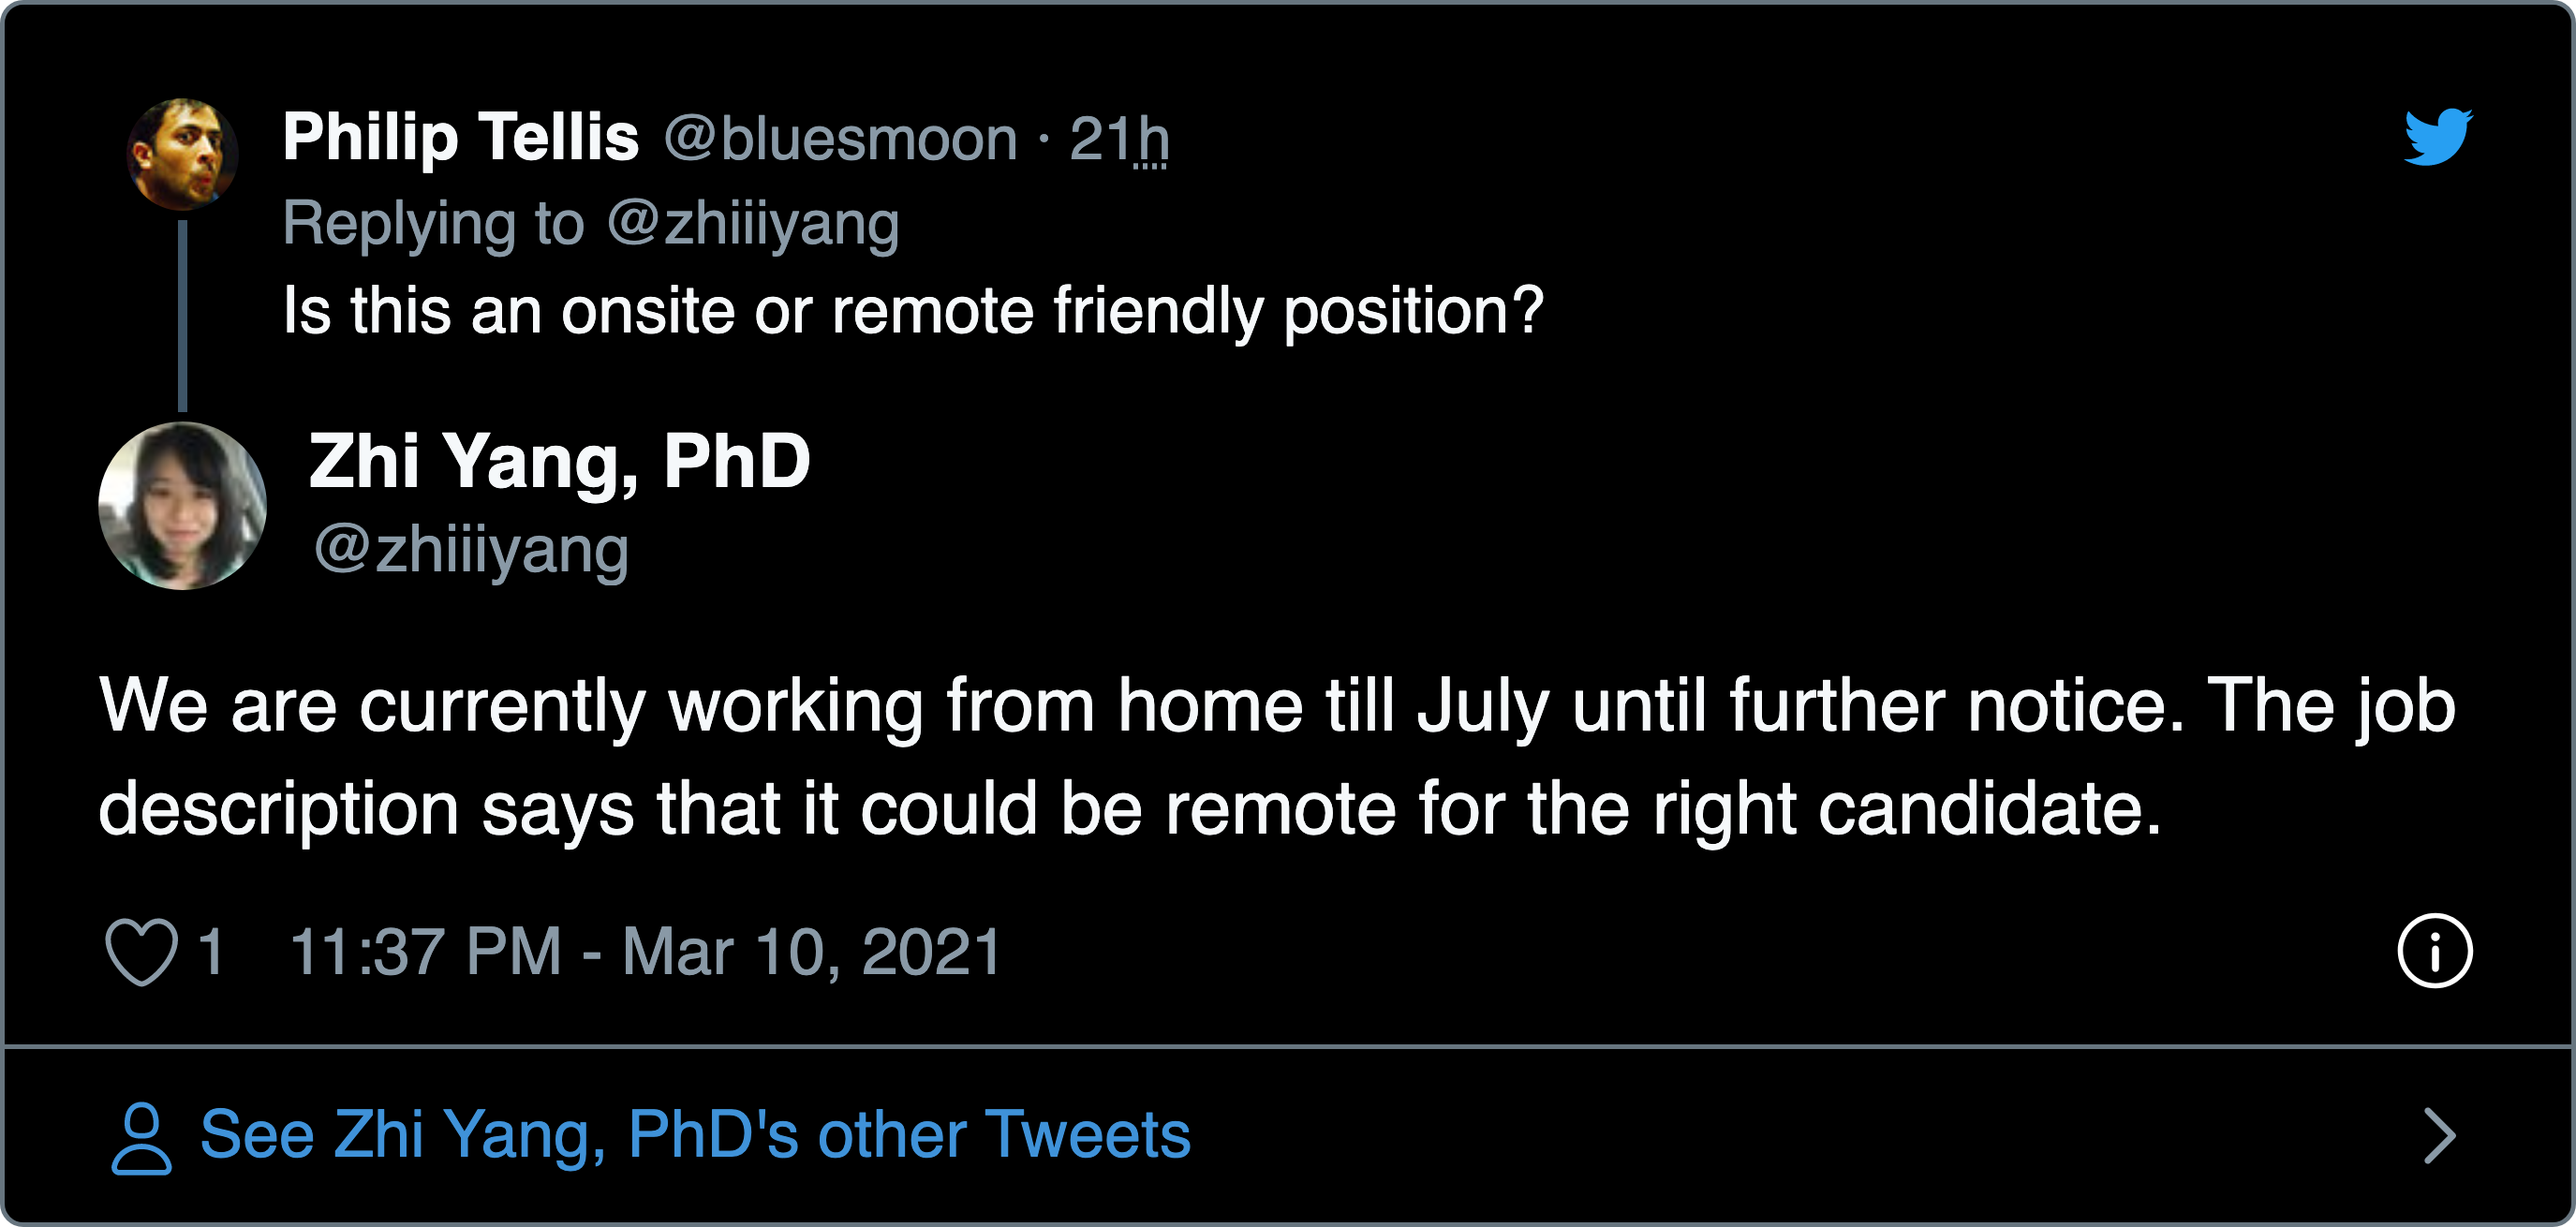 Philip Tellis @bluesmoon · 21h
Replying to @zhiiiyang
Is this an onsite or remote friendly position?
Zhi Yang, PhD
@zhiiiyang
We are currently working from home till July until further notice. The job
description says that it could be remote for the right candidate.
1 11:37 PM - Mar 10, 2021
See Zhi Yang, PhD's other Tweets